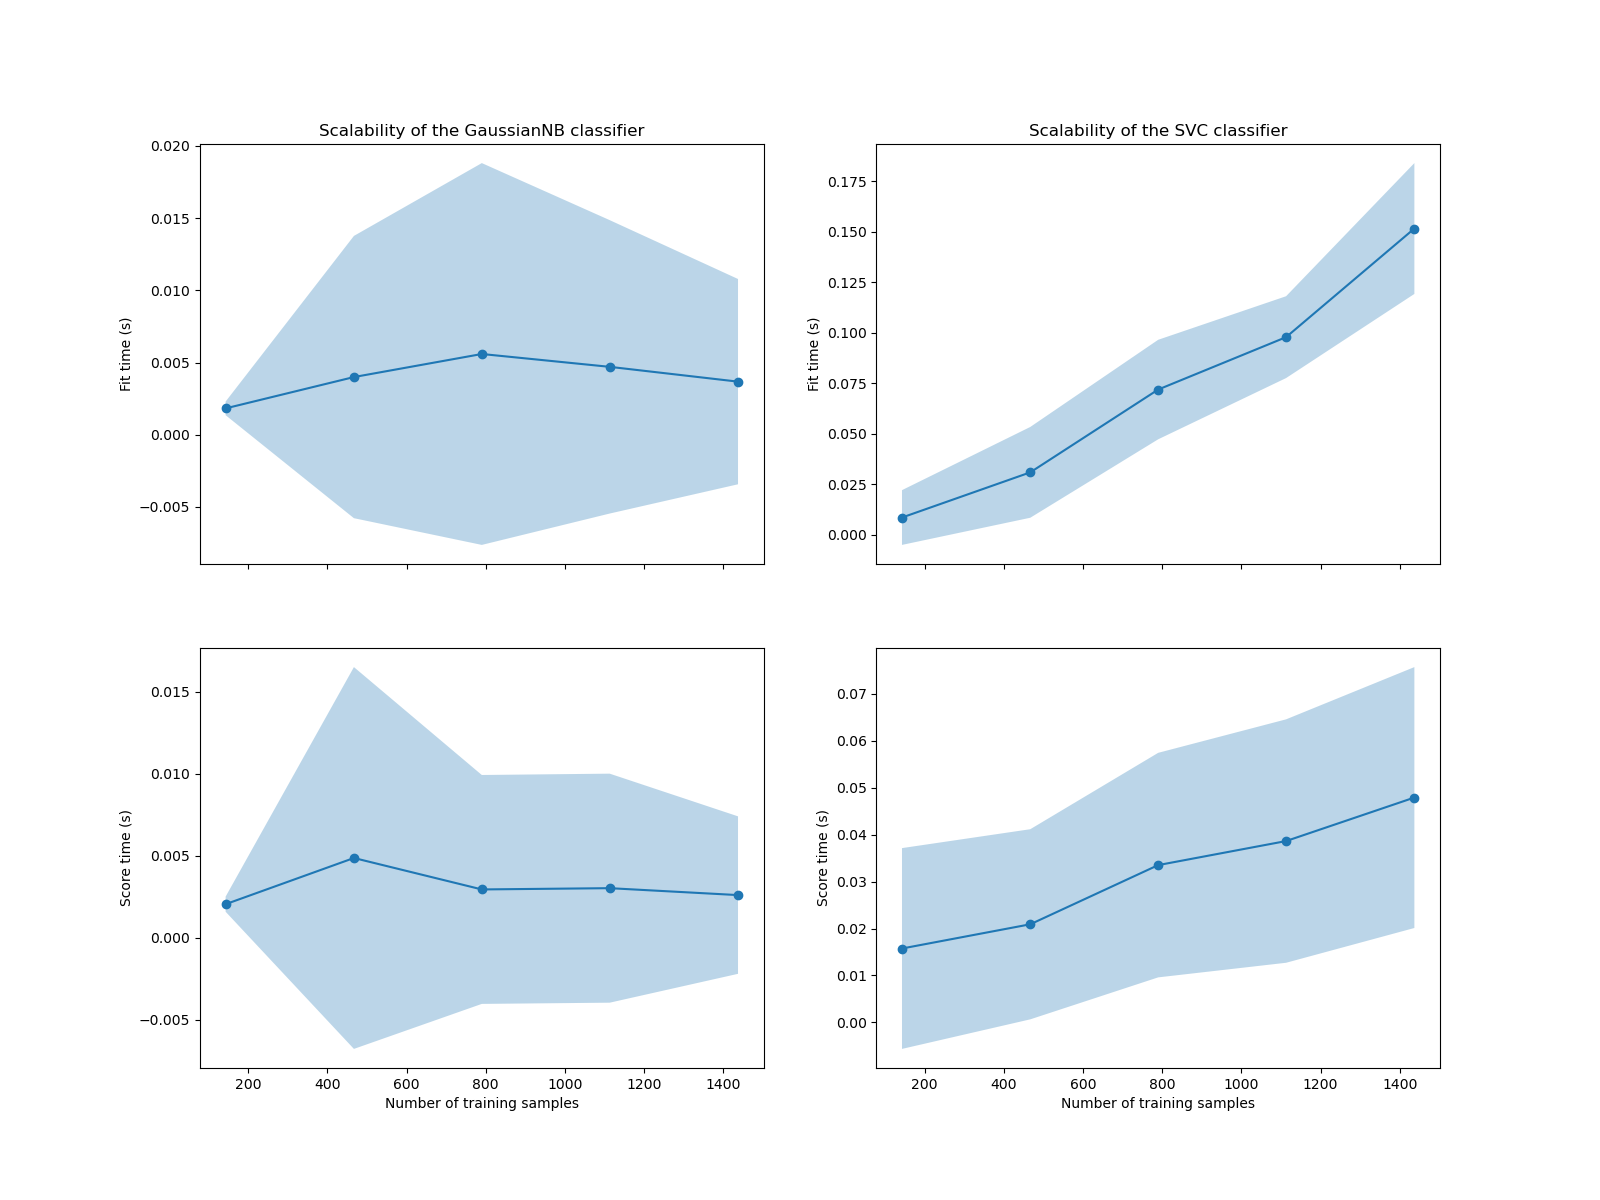 Scalability of the GaussianNB classifier
0.020
0.015
0.010
0.005
0.000
−0.005
Fit time (s)
Scalability of the SVC classifier
0.175
0.150
0.125
0.100
0.075
0.050
0.025
0.000
Fit time (s)
0.015
0.010
0.005
0.000
−0.005
Score time (s)
200 400 600 800 1000 1200 1400
Number of training samples
0.07
0.06
0.05
0.04
0.03
0.02
0.01
0.00
Score time (s)
200 400 600 800 1000 1200 1400
Number of training samples